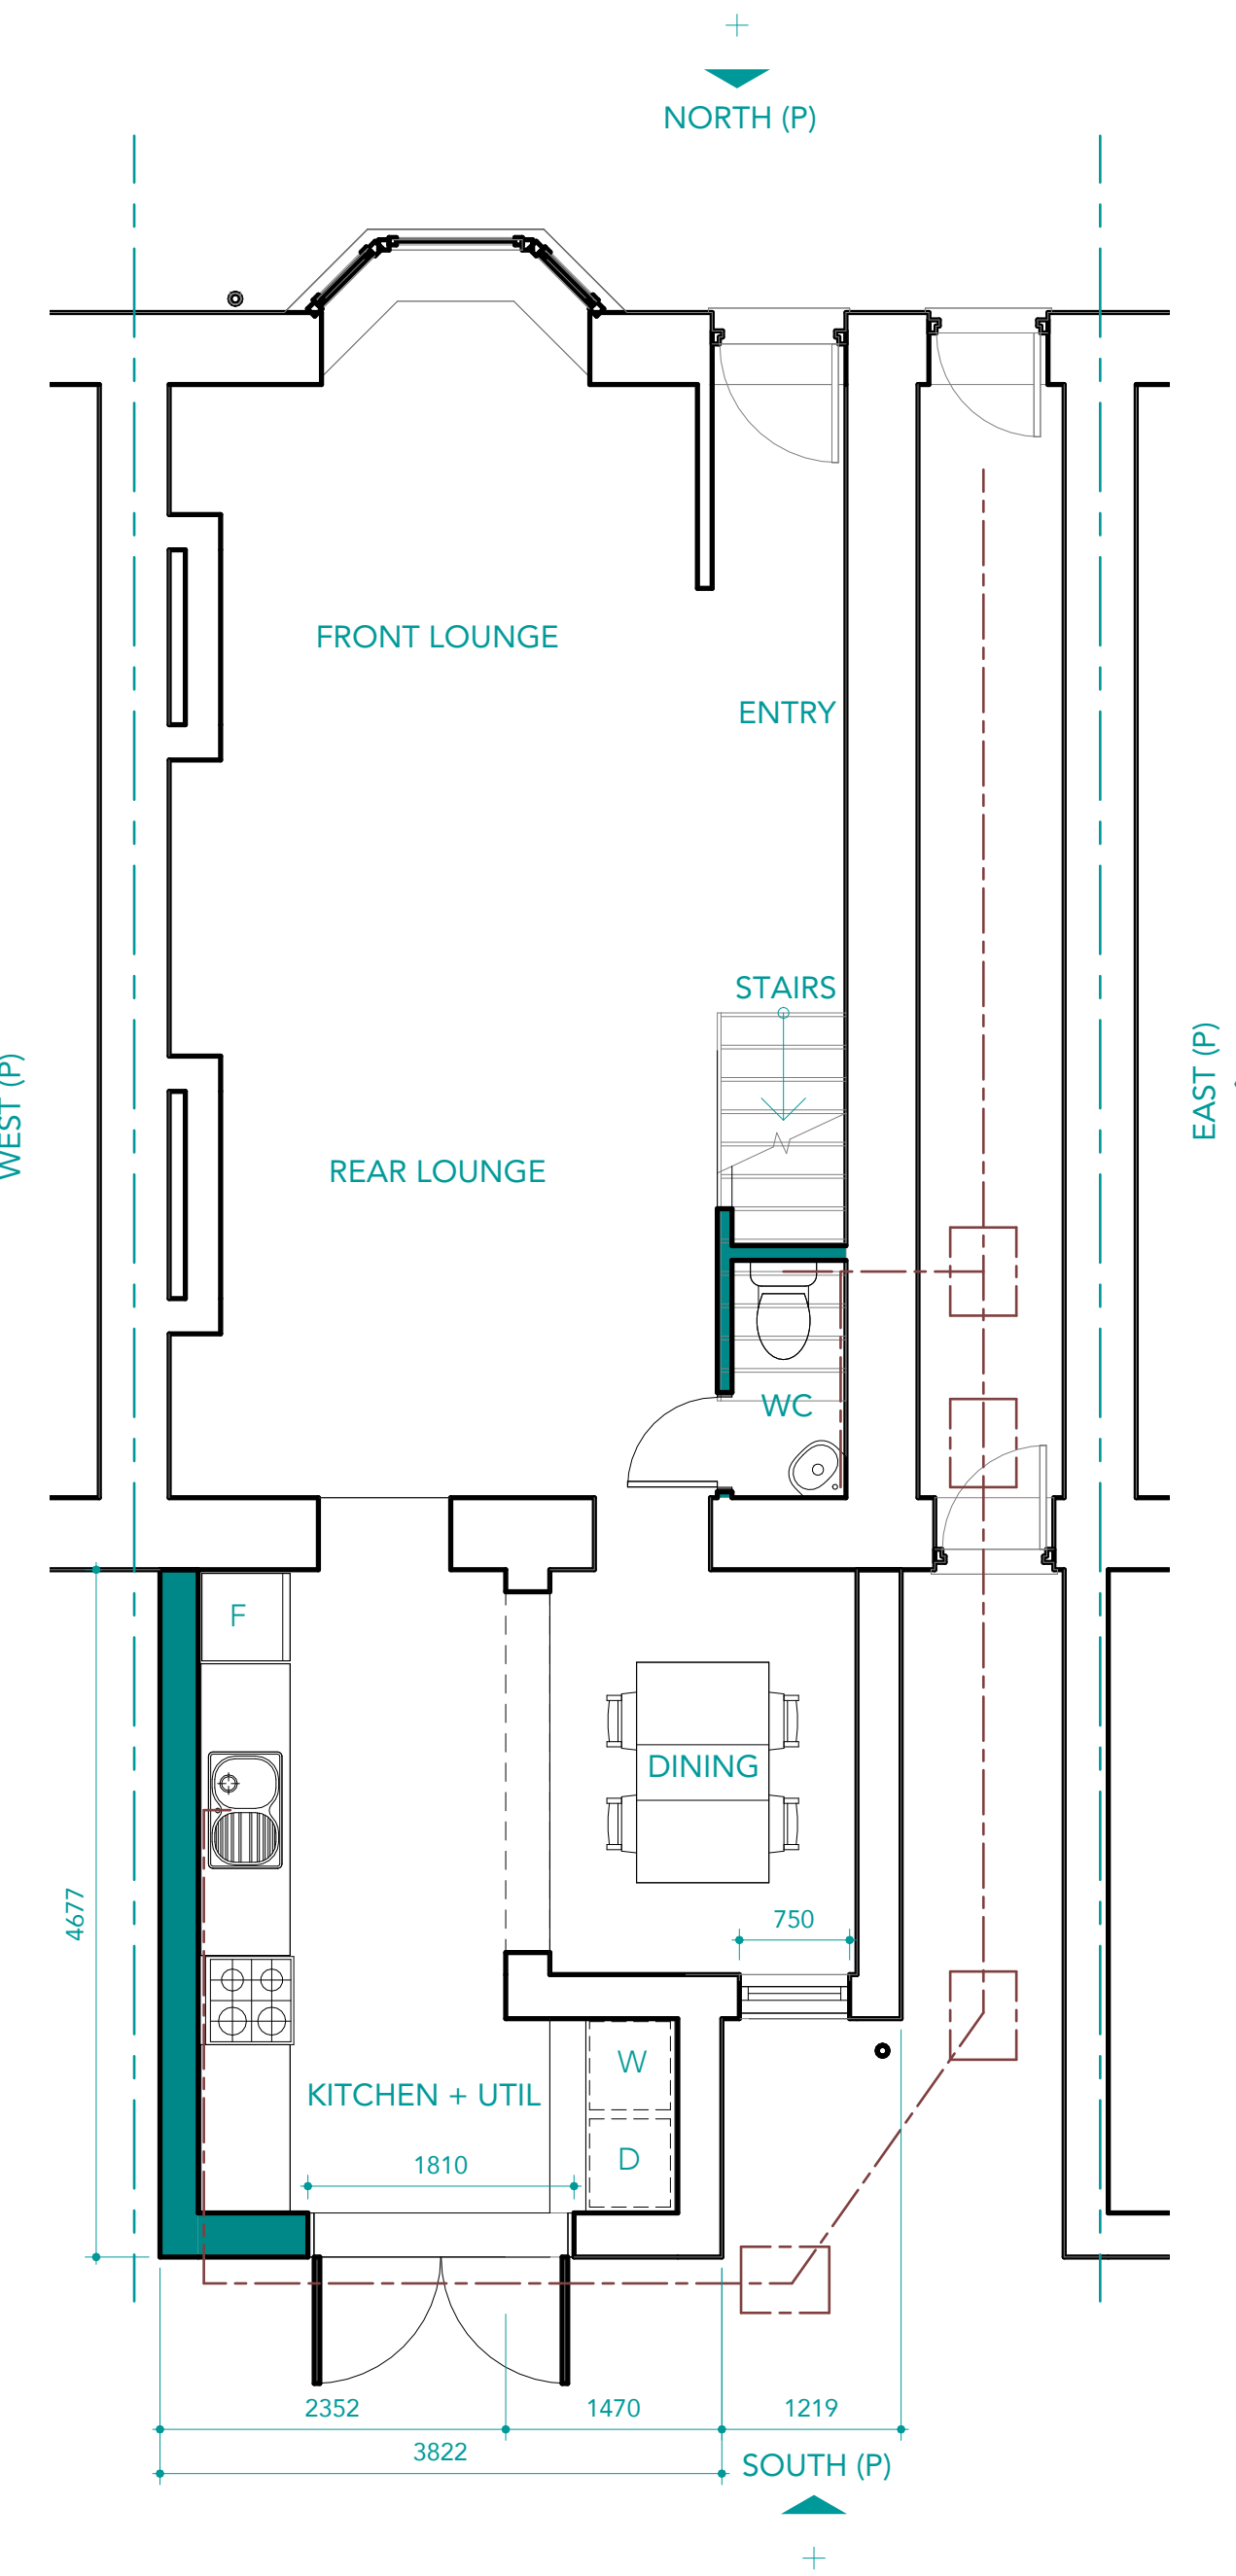 NORTH (P)
FRONT LOUNGE
ENTRY
STAIRS
WEST (P)
EAST (P)
REAR LOUNGE
WC
F
DINING
4677
750
W
KITCHEN + UTIL
D
1810
2352
1470
1219
3822
SOUTH (P)